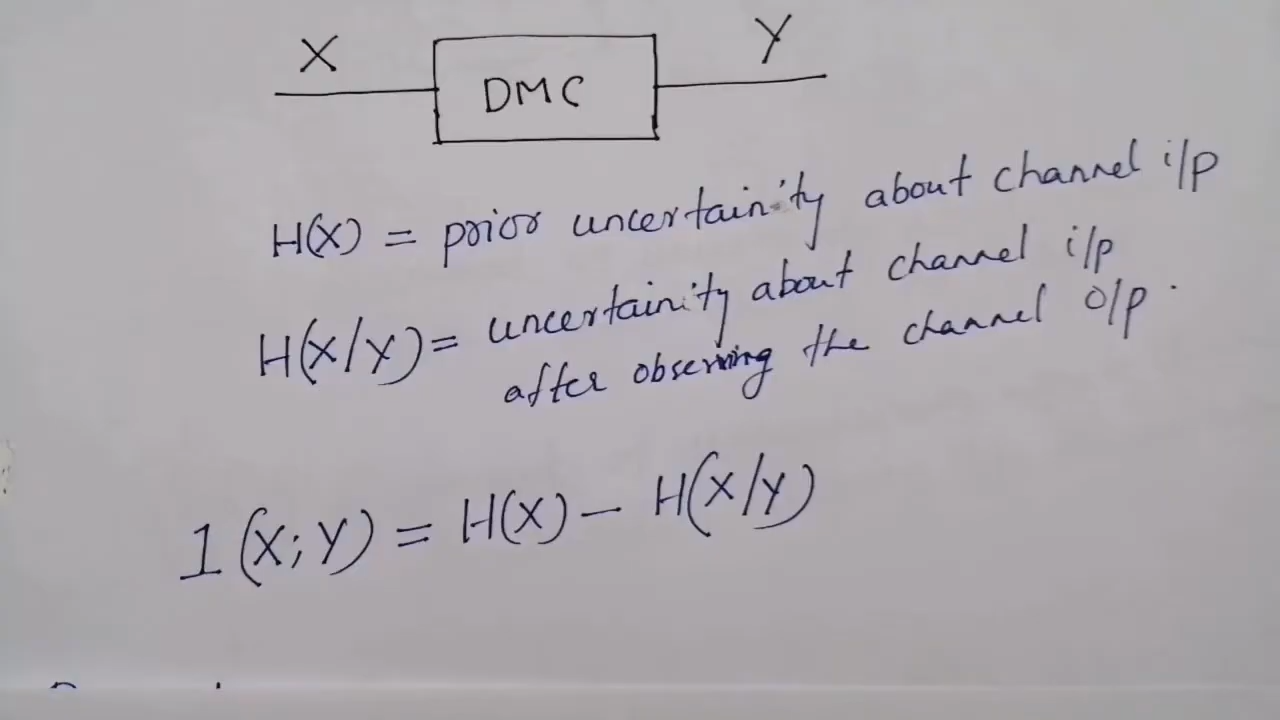 X DMC Y
H(X) = prior uncertainity about channel i/p
H(X/Y) = uncertainity about channel i/p
after observing the channel o/p.
I(X;Y) = H(X) - H(X/Y)